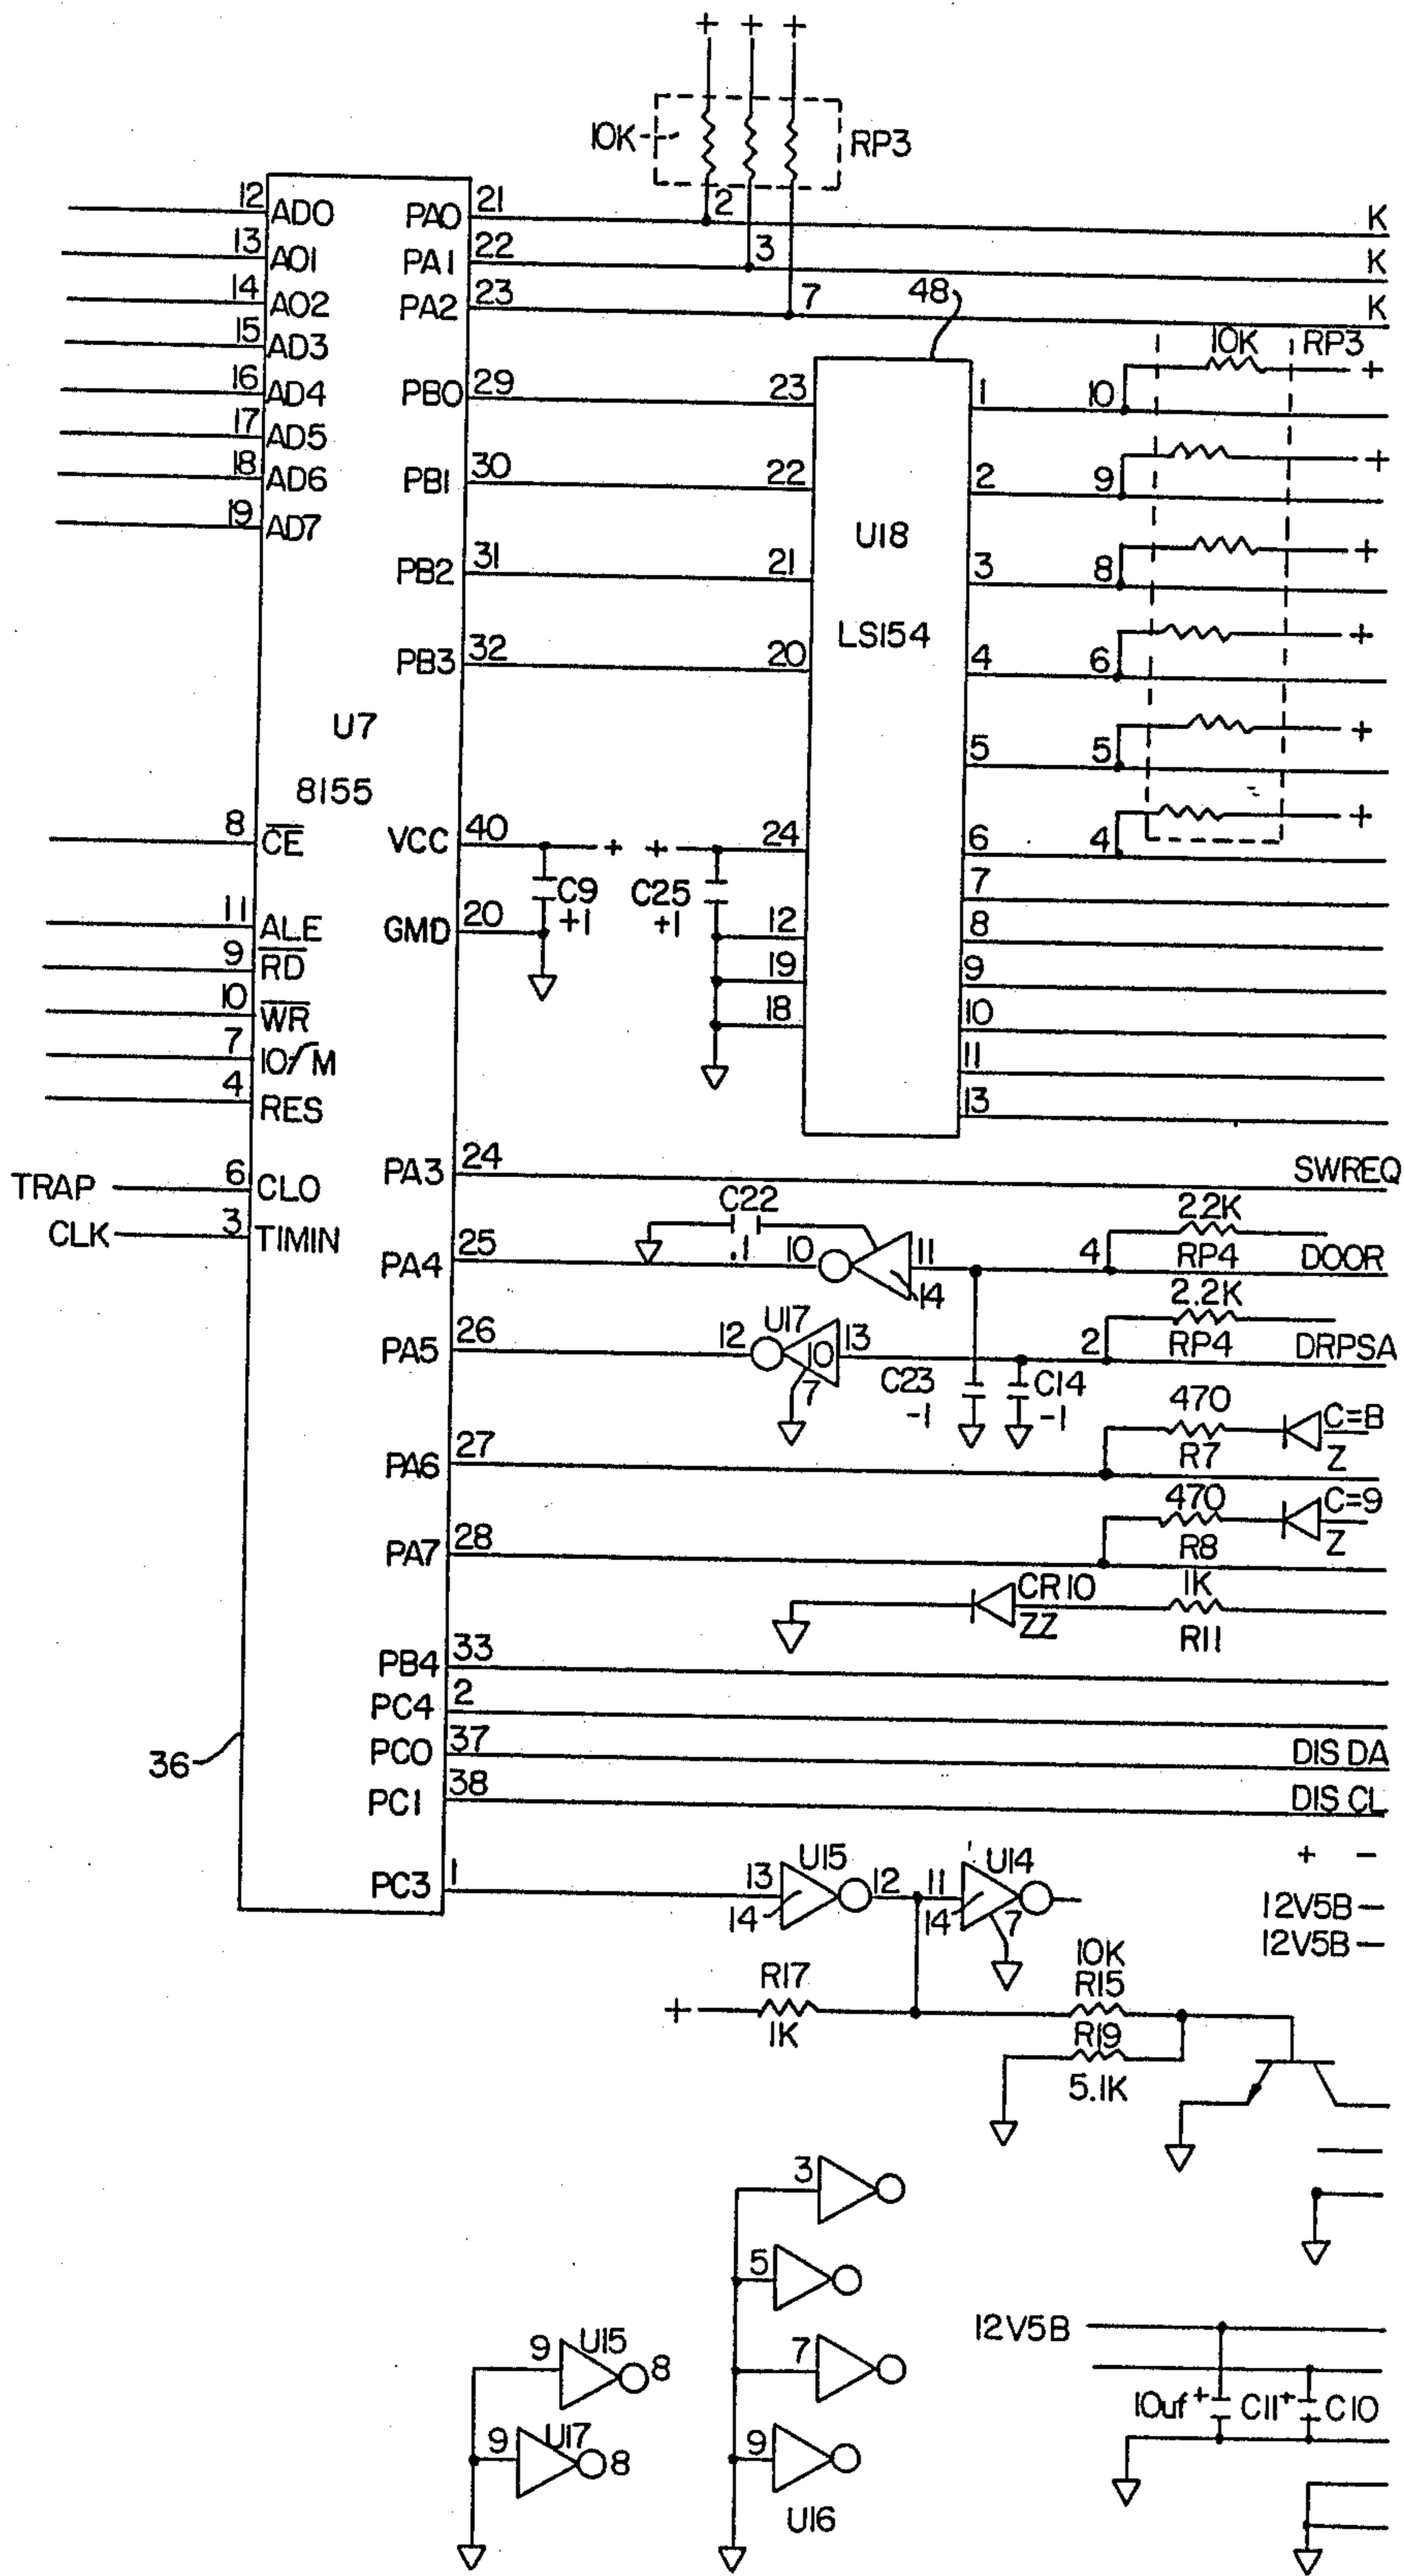 + + +
10K RP3
12 AD0 PA0 21 2 K
13 AO1 PA1 22 3 K
14 AO2 PA2 23 7 48 K
15 AD3 10K RP3 +
16 AD4 PB0 29 23 1 10
17 AD5 +
18 AD6 PB1 30 22 2 9
19 AD7 U18 +
PB2 31 21 3 8
LS154 +
PB3 32 20 4 6
U7 +
5 5
8155 +
8 CE VCC 40 + + 24 6 4
C9 C25 7
+1 +1
11 ALE GMD 20 12 8
9 RD 19 9
10 WR 18 10
7 IO/M 11
4 RES 13
PA3 24 SWREQ
TRAP 6 CLO C22 2.2K
CLK 3 TIMIN .1
PA4 25 10 11 14 4 RP4 DOOR
U17 2.2K
PA5 26 12 10 13 7 2 RP4 DRPSA
C23 C14
-1 -1
470 C=B
PA6 27 R7 Z
470 C=9
PA7 28 R8 Z
CR10 1K
ZZ R11
PB4 33
PC4 2
36 PC0 37 DIS DA
PC1 38 DIS CL
U15 U14 + -
PC3 1 13 14 12 11 14 7 12V5B -
12V5B -
R17 10K
+ R15
1K R19
5.1K
3
5
12V5B
U15
9 8 7
10uf + C11 + C10
U17
9 8 9
U16